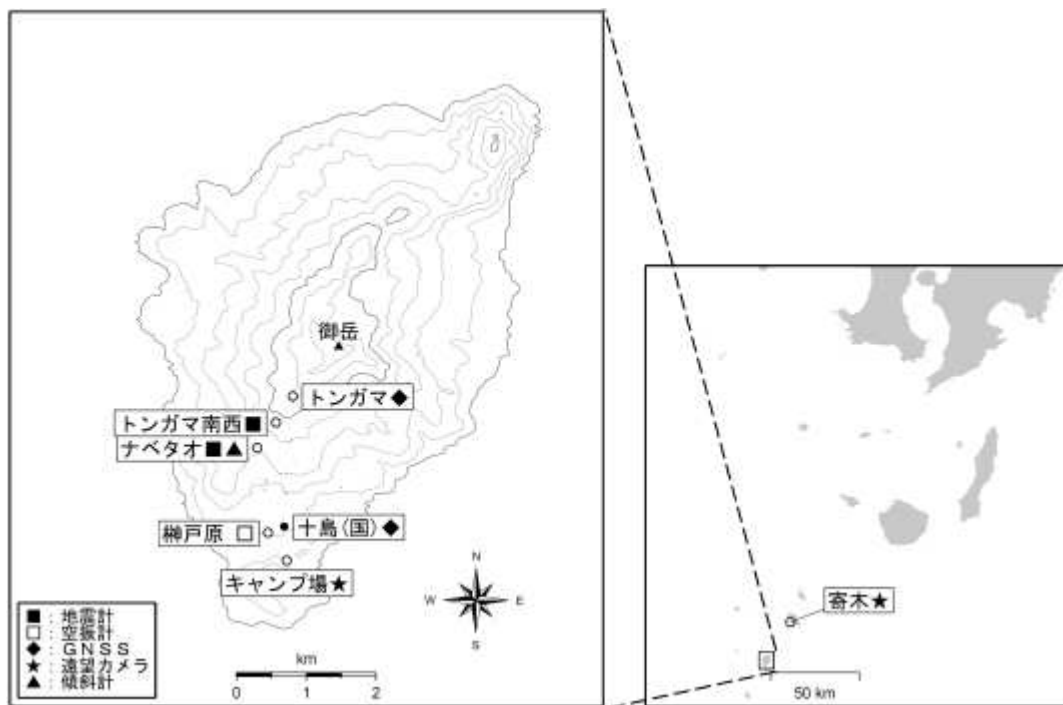 御岳
トンガマ◆
トンガマ南西■
ナベタオ■▲
榊戸原 □
十島(国)◆
キャンプ場★
N
W E
S
■ : 地震計
□ : 空振計
◆ : GNSS
★ : 遠望カメラ
▲ : 傾斜計
km
0 1 2
寄木★
50 km